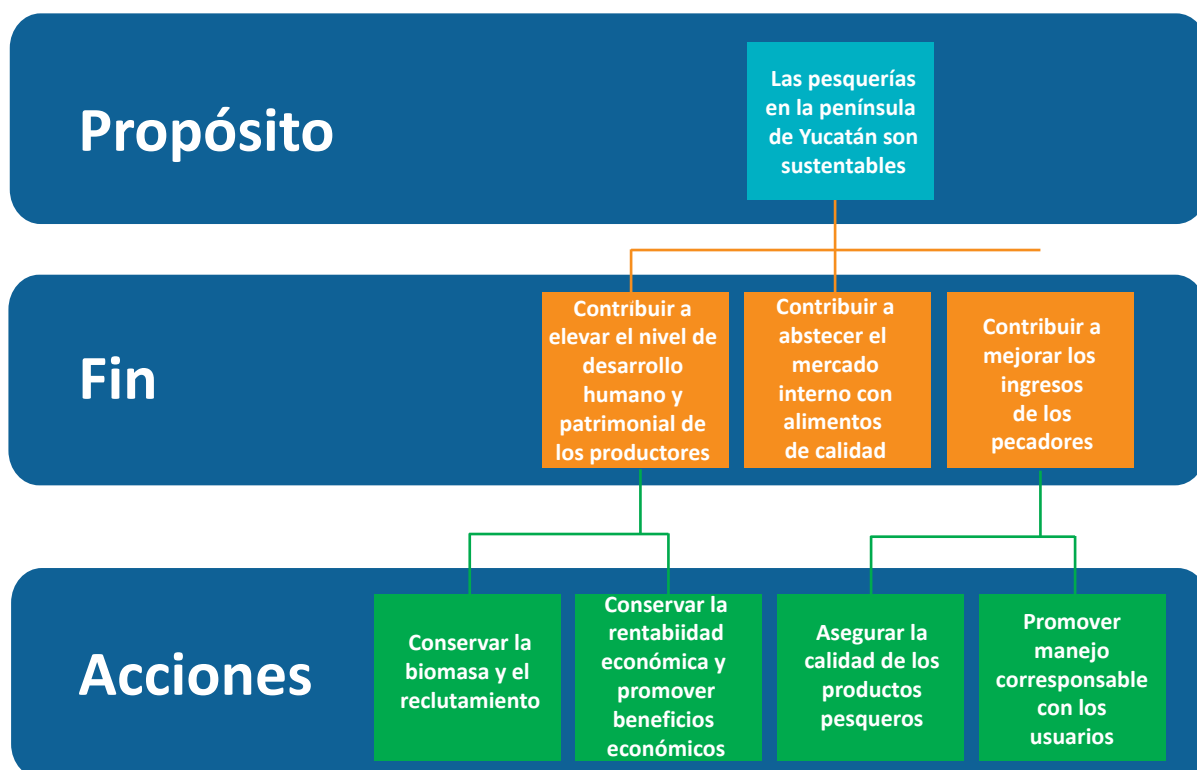 Propósito
Las pesquerías
en la península
de Yucatán son
sustentables
Fin
Contribuir a
elevar el nivel de
desarrollo
humano y
patrimonial de
los productores
Contribuir a
abstecer el
mercado
interno con
alimentos
de calidad
Contribuir a
mejorar los
ingresos
de los
pecadores
Acciones
Conservar la
biomasa y el
reclutamiento
Conservar la
rentabiidad
económica y
promover
beneficios
económicos
Asegurar la
calidad de los
productos
pesqueros
Promover
manejo
corresponsable
con los
usuarios